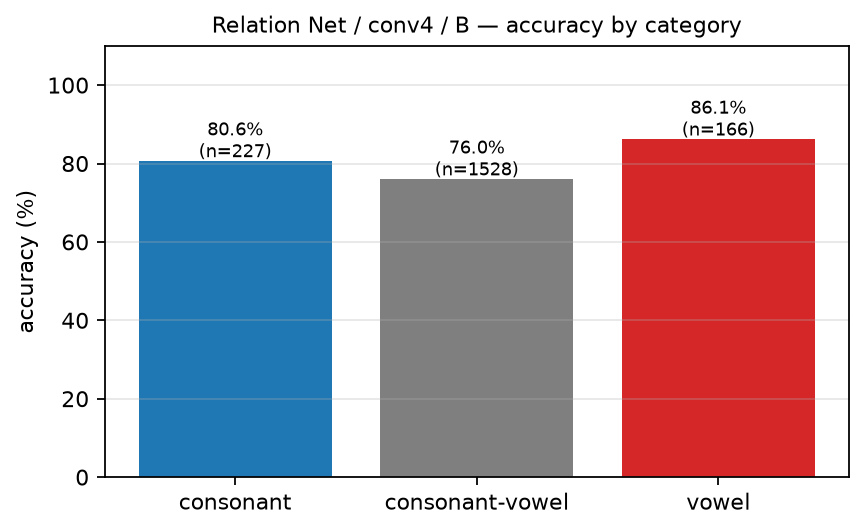 Relation Net / conv4 / B — accuracy by category
accuracy (%)
100
80
60
40
20
0
80.6%
(n=227)
76.0%
(n=1528)
86.1%
(n=166)
consonant
consonant-vowel
vowel